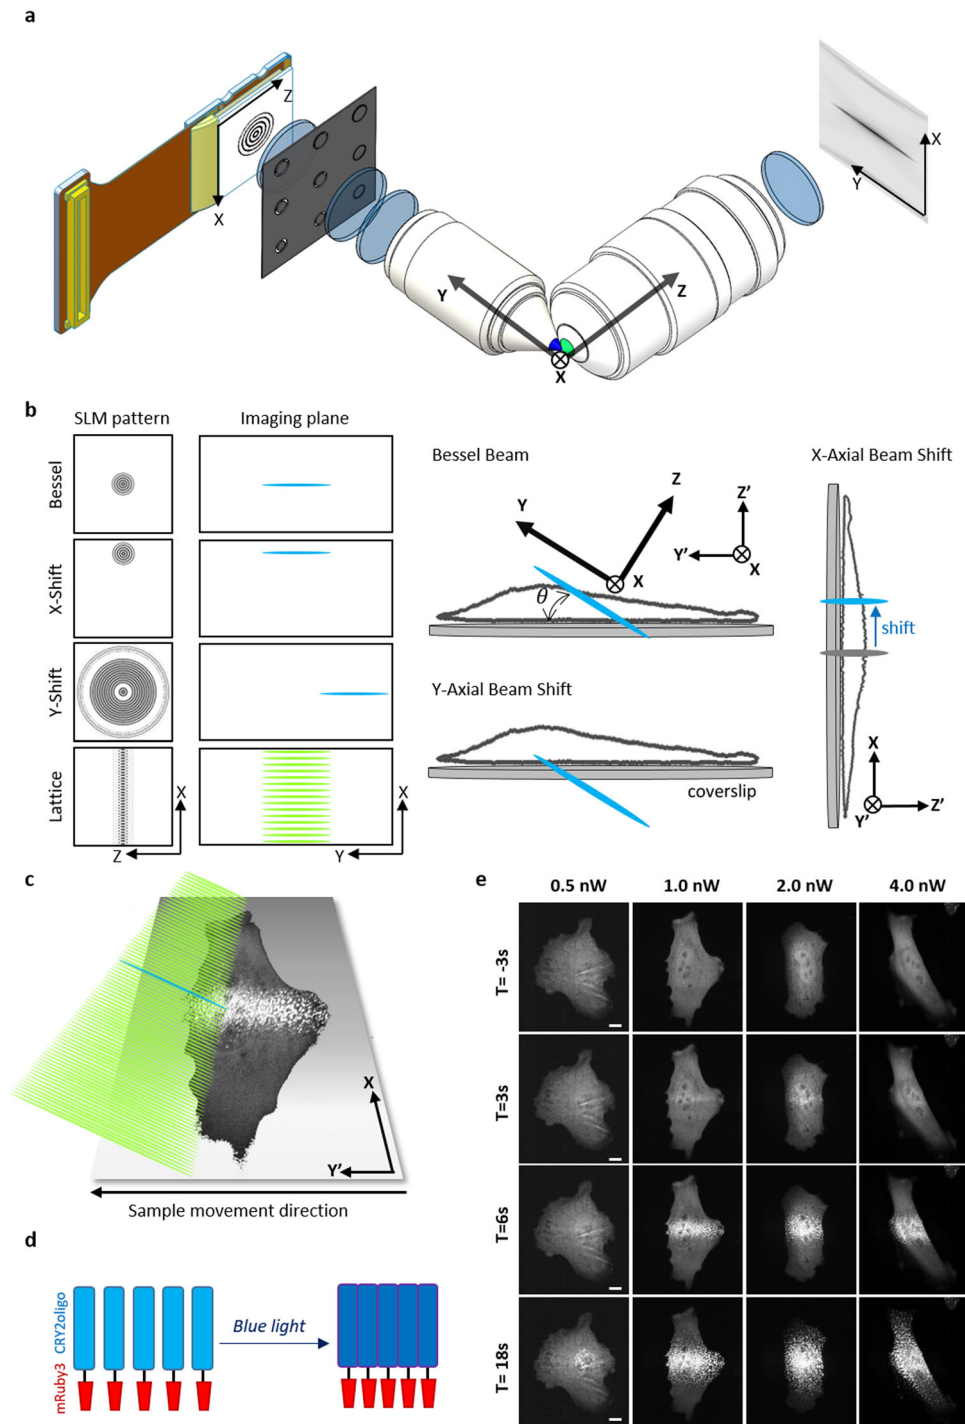 a
Z
X
Y
Z
X
X
Y
b
SLM pattern
Imaging plane
Bessel
X-Shift
Y-Shift
Lattice
X
Z
X
Y
Bessel Beam
Y
Z
X
Z'
Y'
X
θ
Y-Axial Beam Shift
coverslip
X-Axial Beam Shift
shift
X
Y'
Z'
c
X
Y'
Sample movement direction
d
mRuby3 CRY2oligo
Blue light
e
0.5 nW 1.0 nW 2.0 nW 4.0 nW
T= -3s
T=3s
T=6s
T= 18s